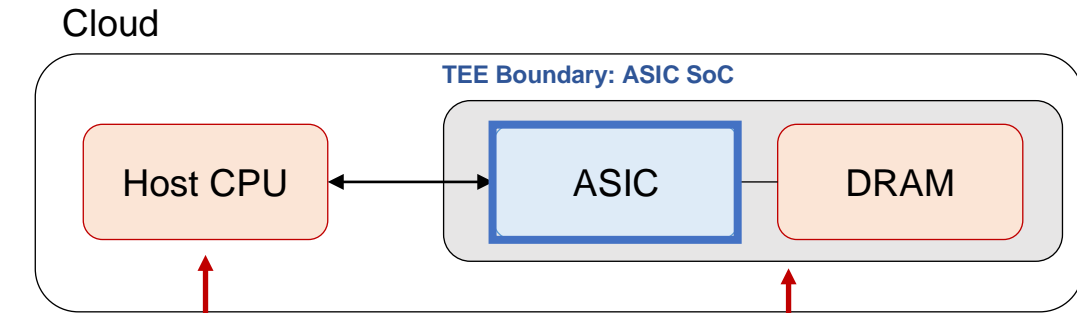 Cloud
TEE Boundary: ASIC SoC
Host CPU
ASIC
DRAM